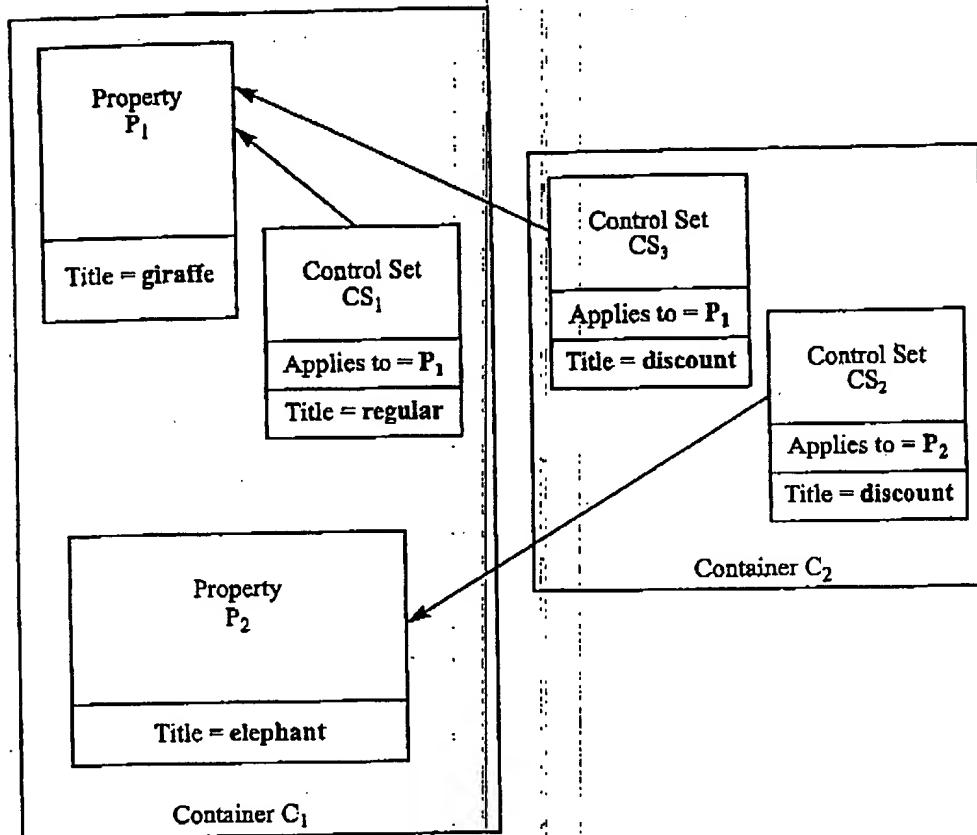 Property
P₁
Title = giraffe
Control Set
CS₁
Applies to = P₁
Title = regular
Property
P₂
Title = elephant
Container C₁
Control Set
CS₃
Applies to = P₁
Title = discount
Control Set
CS₂
Applies to = P₂
Title = discount
Container C₂